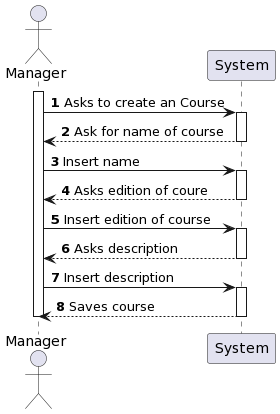 Manager
System
1 Asks to create an Course
2 Ask for name of course
3 Insert name
4 Asks edition of coure
5 Insert edition of course
6 Asks description
7 Insert description
8 Saves course
Manager
System